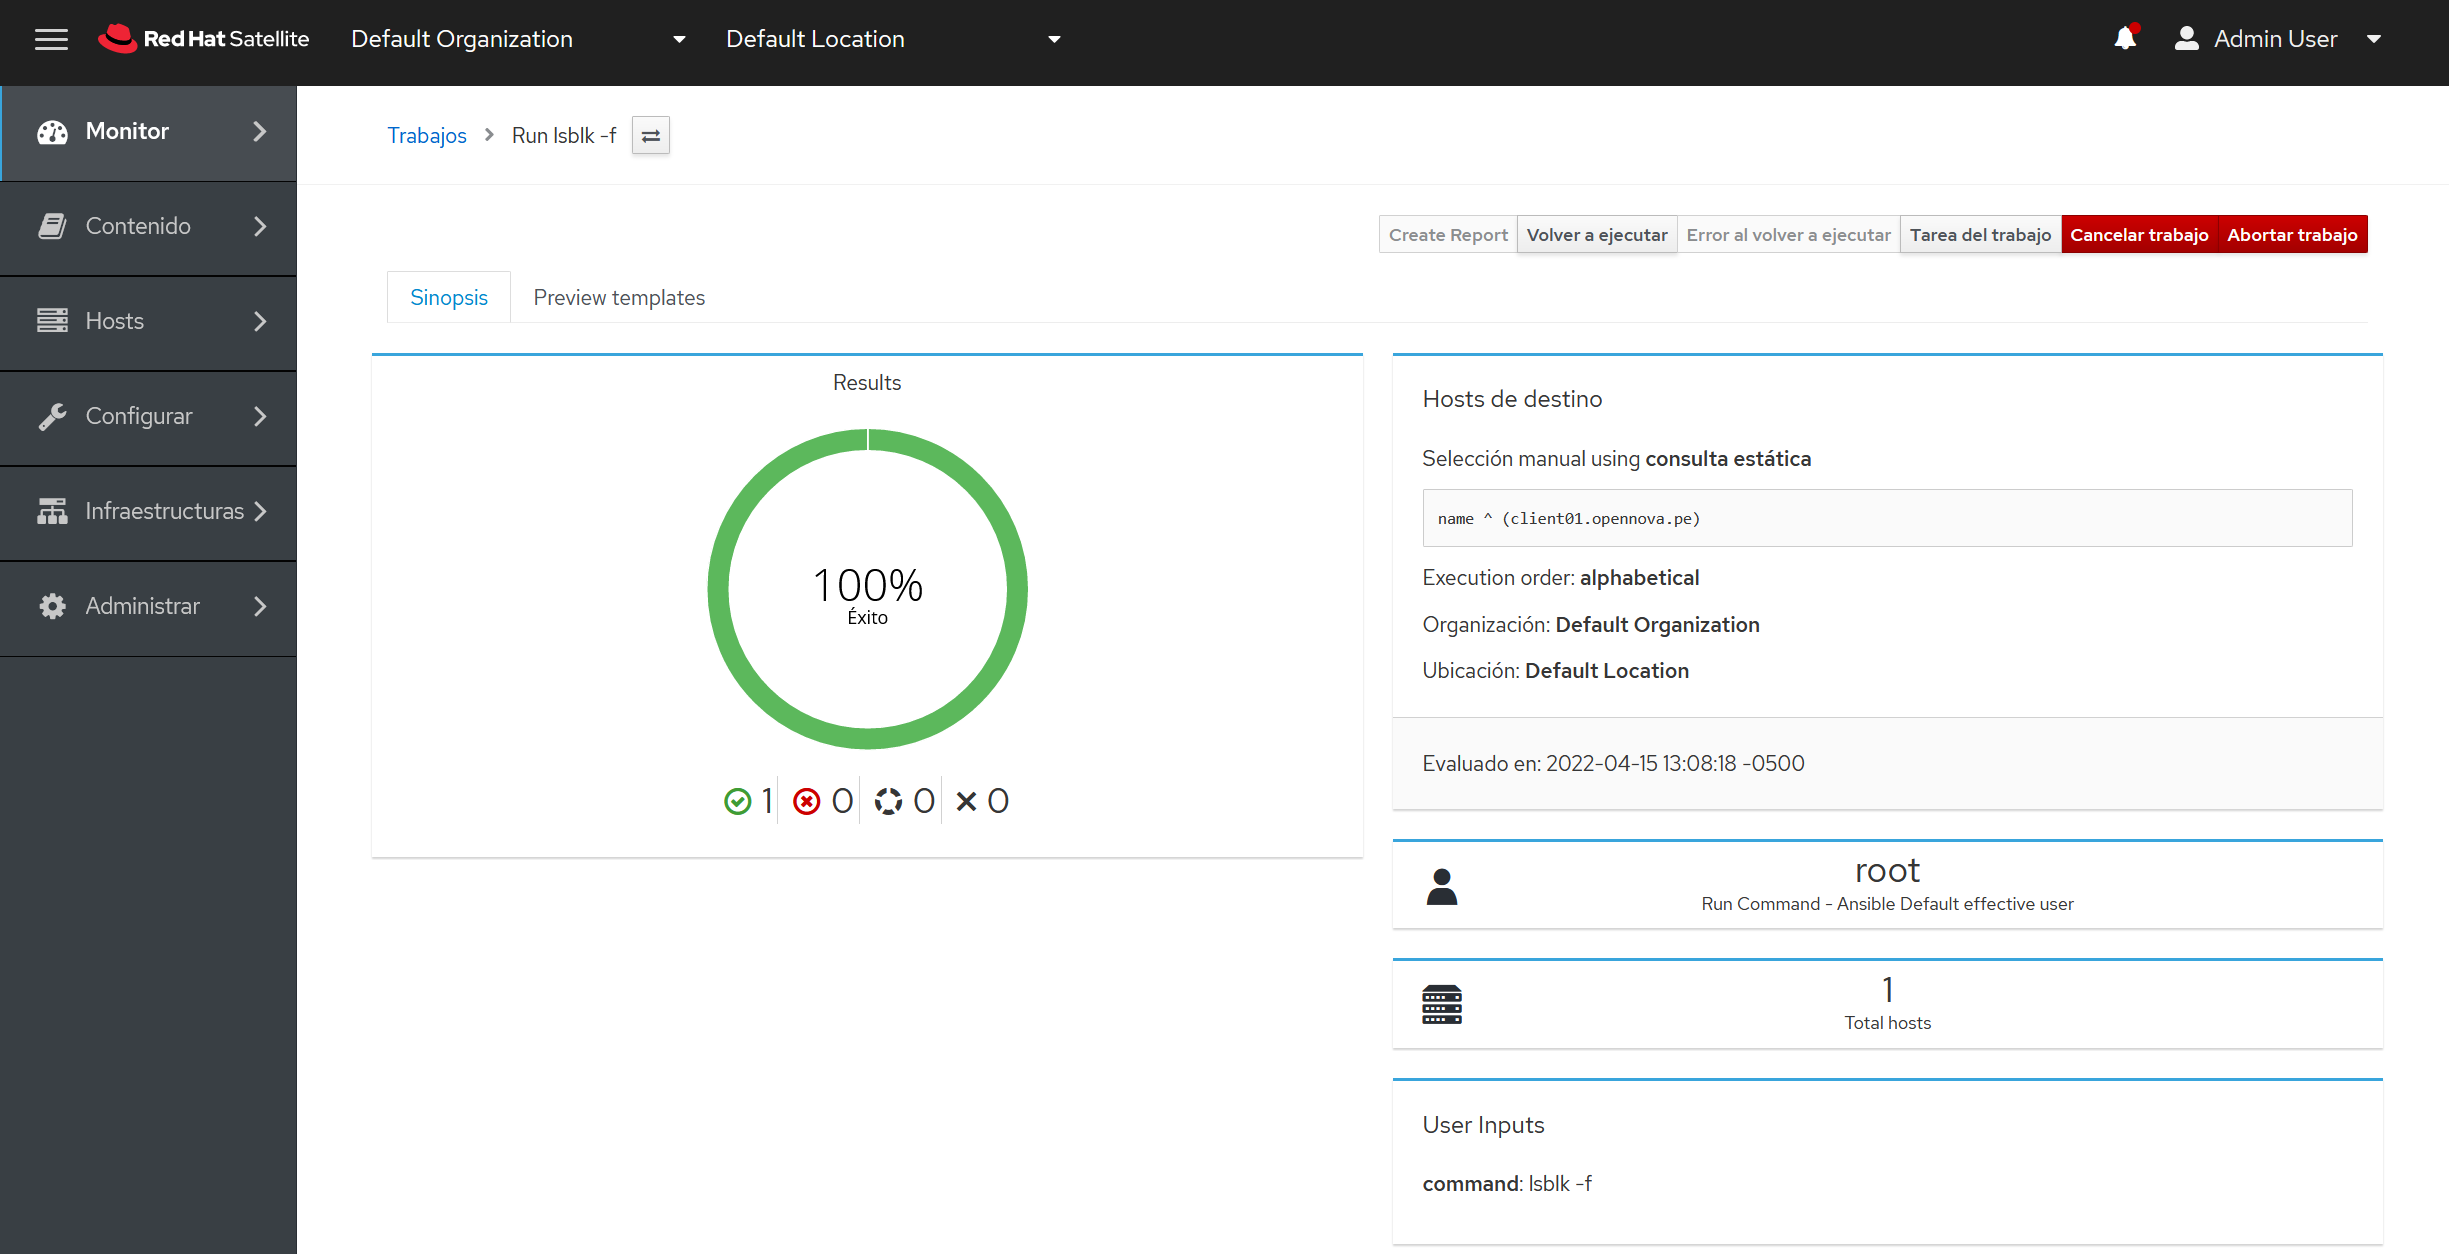 Red Hat Satellite
Default Organization
Default Location
Admin User
Monitor
Contenido
Hosts
Configurar
Infraestructuras
Administrar
Trabajos > Run lsblk -f
Create Report
Volver a ejecutar
Error al volver a ejecutar
Tarea del trabajo
Cancelar trabajo
Abortar trabajo
Sinopsis
Preview templates
Results
100%
Éxito
1
0
0
0
Hosts de destino
Selección manual using consulta estática
name ^ (client01.opennova.pe)
Execution order: alphabetical
Organización: Default Organization
Ubicación: Default Location
Evaluado en: 2022-04-15 13:08:18 -0500
root
Run Command - Ansible Default effective user
1
Total hosts
User Inputs
command: lsblk -f